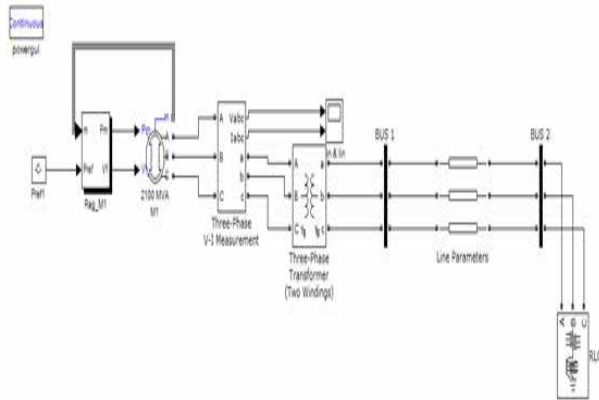 Continuous
powergui
Pref1
m
Pref
Pm
Vf
Reg_M1
Pm
m
A
B
C
2100 MVA
M1
A
B
C
Vabc
Iabc
a
b
c
Three-Phase
V-I Measurement
A
B
C
a
b
c
Three-Phase
Transformer
(Two Windings)
BUS 1
Line Parameters
BUS 2
A
B
C